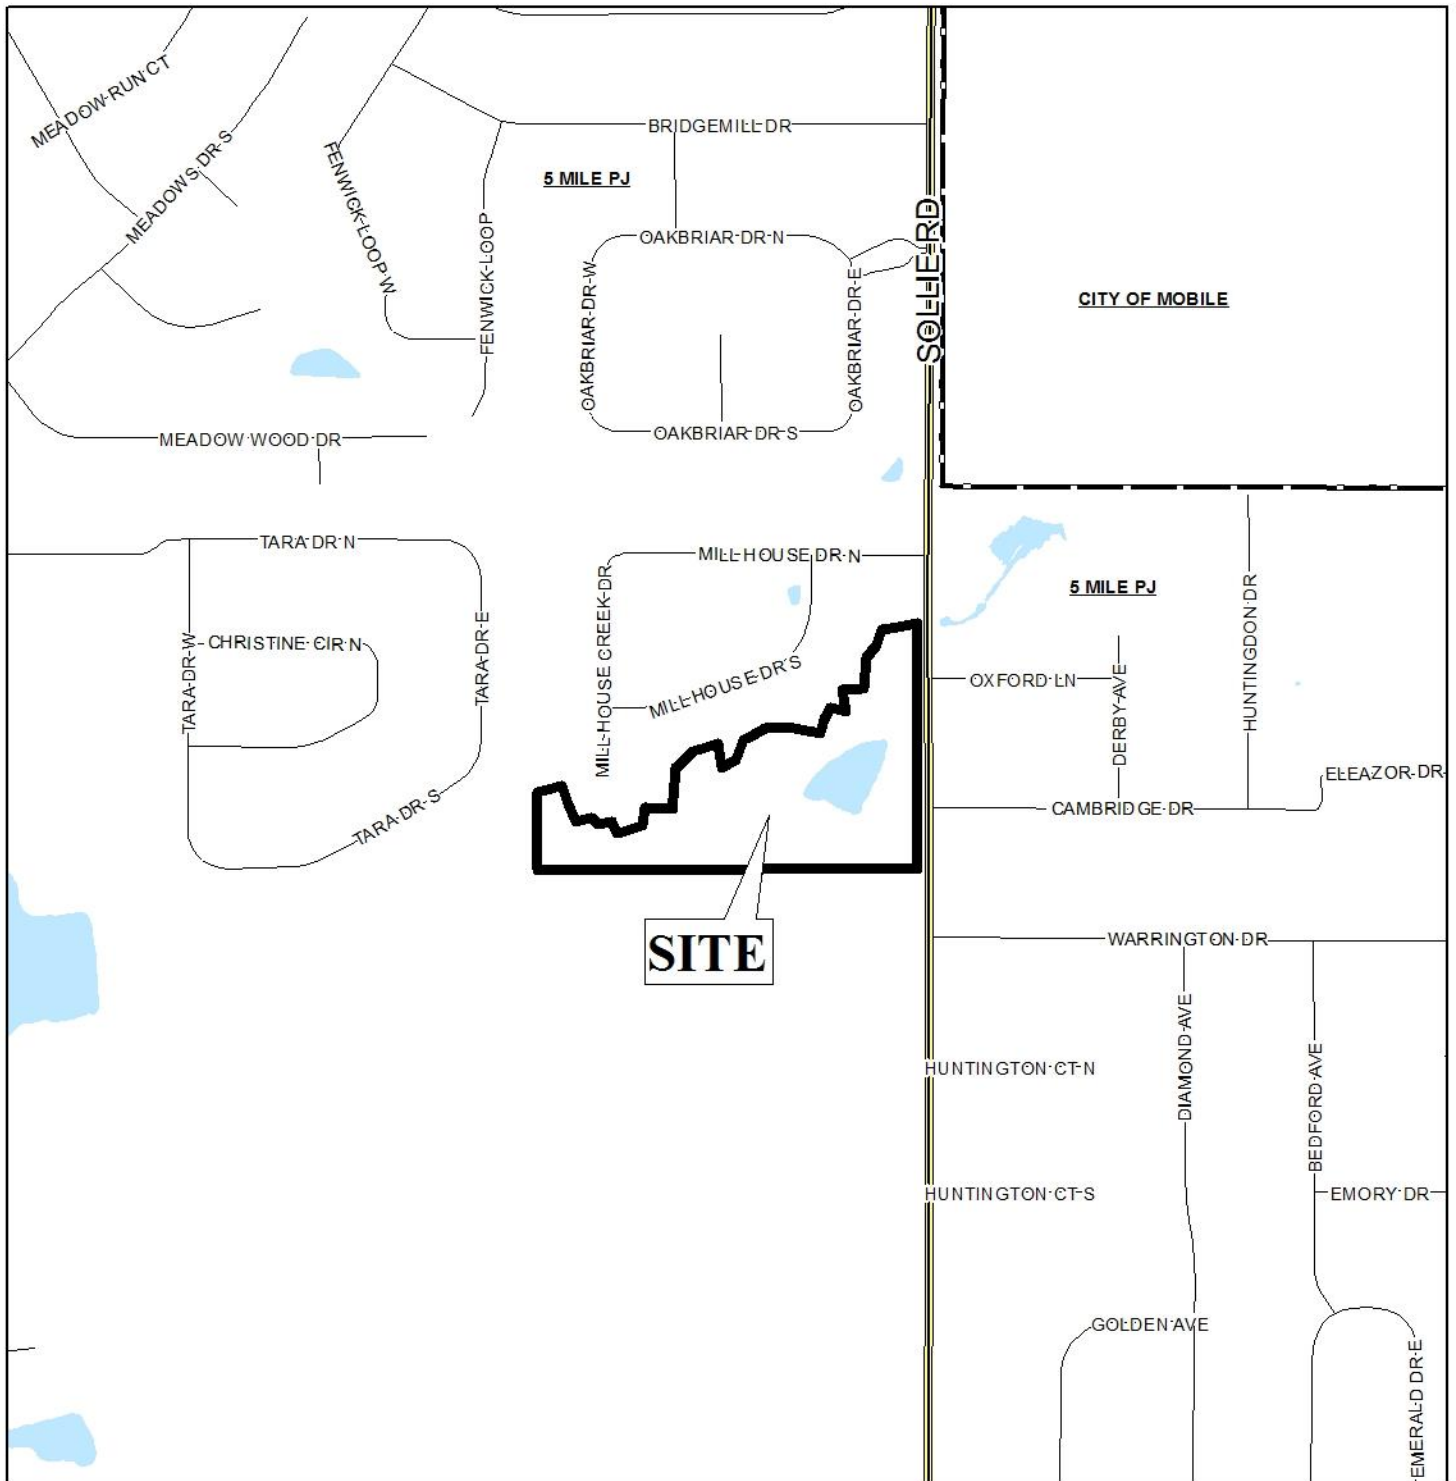 MEADOW RUN CT
BRIDGEMILL DR
MEADOWS DR S
FENWICK LOOP W
5 MILE PJ
FENWICK LOOP
OAKBRIAR DR N
SOLLIE RD
OAKBRIAR DR W
OAKBRIAR DR E
CITY OF MOBILE
OAKBRIAR DR S
MEADOW WOOD DR
TARA DR N
MILL HOUSE DR N
5 MILE PJ
HUNTINGDON DR
MILL HOUSE CREEK DR
CHRISTINE CIR N
TARA DR W
TARA DR E
MILL HOUSE DR S
OXFORD LN
DERBY AVE
ELEAZOR DR
CAMBRIDGE DR
TARA DR S
SITE
WARRINGTON DR
DIAMOND AVE
BEDFORD AVE
HUNTINGTON CT N
HUNTINGTON CT S
EMORY DR
GOLDEN AVE
EMERALD DR E